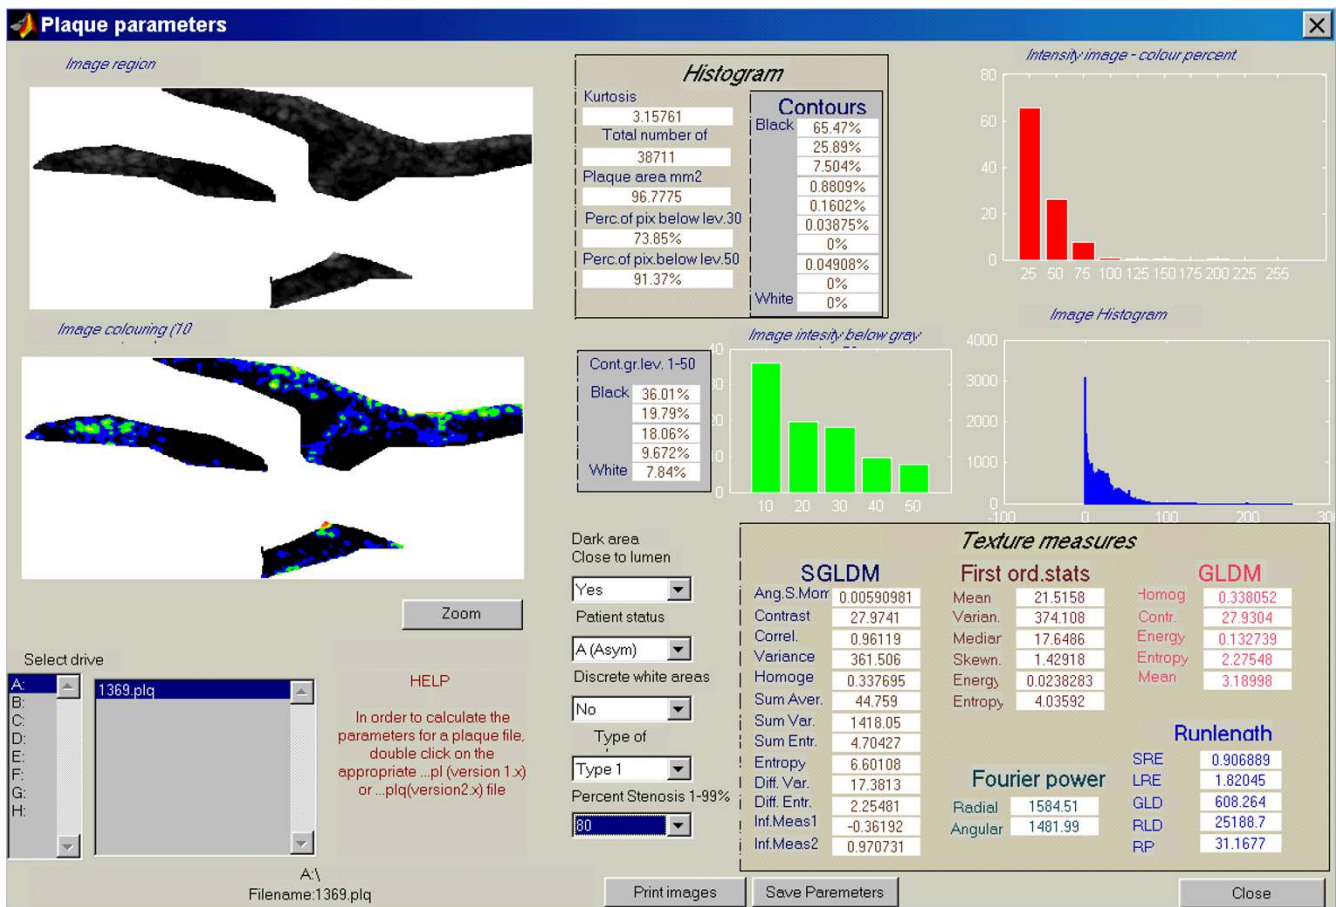 Plaque parameters
Image region
Image colouring (10
Zoom
Select drive
A:
B:
C:
D:
E:
F:
G:
H:
1369.plq
HELP
In order to calculate the
parameters for a plaque file,
double click on the
appropriate ...pl (version 1.x)
or ...plq(version2.x) file
A:\
Filename:1369.plq
Histogram
Kurtosis
3.15761
Total number of
38711
Plaque area mm2
96.7775
Perc.of pix below lev.30
73.85%
Perc.of pix.below lev.50
91.37%
Contours
Black 65.47%
25.89%
7.504%
0.8809%
0.1602%
0.03875%
0%
0.04908%
0%
White 0%
Intensity image - colour percent
80
60
40
20
0
25 50 75 100 125 150 175 200 225 255
Cont.gr.lev. 1-50
Black 36.01%
19.79%
18.06%
9.672%
White 7.84%
Image intesity below gray
40
30
20
10
0
10 20 30 40 50
Image Histogram
4000
3000
2000
1000
0
-100 0 100 200 300
Dark area
Close to lumen
Yes
Patient status
A (Asym)
Discrete white areas
No
Type of
Type 1
Percent Stenosis 1-99%
80
Texture measures
SGLDM
Ang.S.Mom 0.00590981
Contrast 27.9741
Correl. 0.96119
Variance 361.506
Homoge 0.337695
Sum Aver. 44.759
Sum Var. 1418.05
Sum Entr. 4.70427
Entropy 6.60108
Diff. Var. 17.3813
Diff. Entr. 2.25481
Inf.Meas1 -0.36192
Inf.Meas2 0.970731
First ord.stats
Mean 21.5158
Varian. 374.108
Median 17.6486
Skewn. 1.42918
Energy 0.0238283
Entropy 4.03592
Fourier power
Radial 1584.51
Angular 1481.99
GLDM
Homog 0.338052
Contr. 27.9304
Energy 0.132739
Entropy 2.27548
Mean 3.18998
Runlenath
SRE 0.906889
LRE 1.82045
GLD 608.264
RLD 25188.7
RP 31.1677
Print images
Save Paremeters
Close